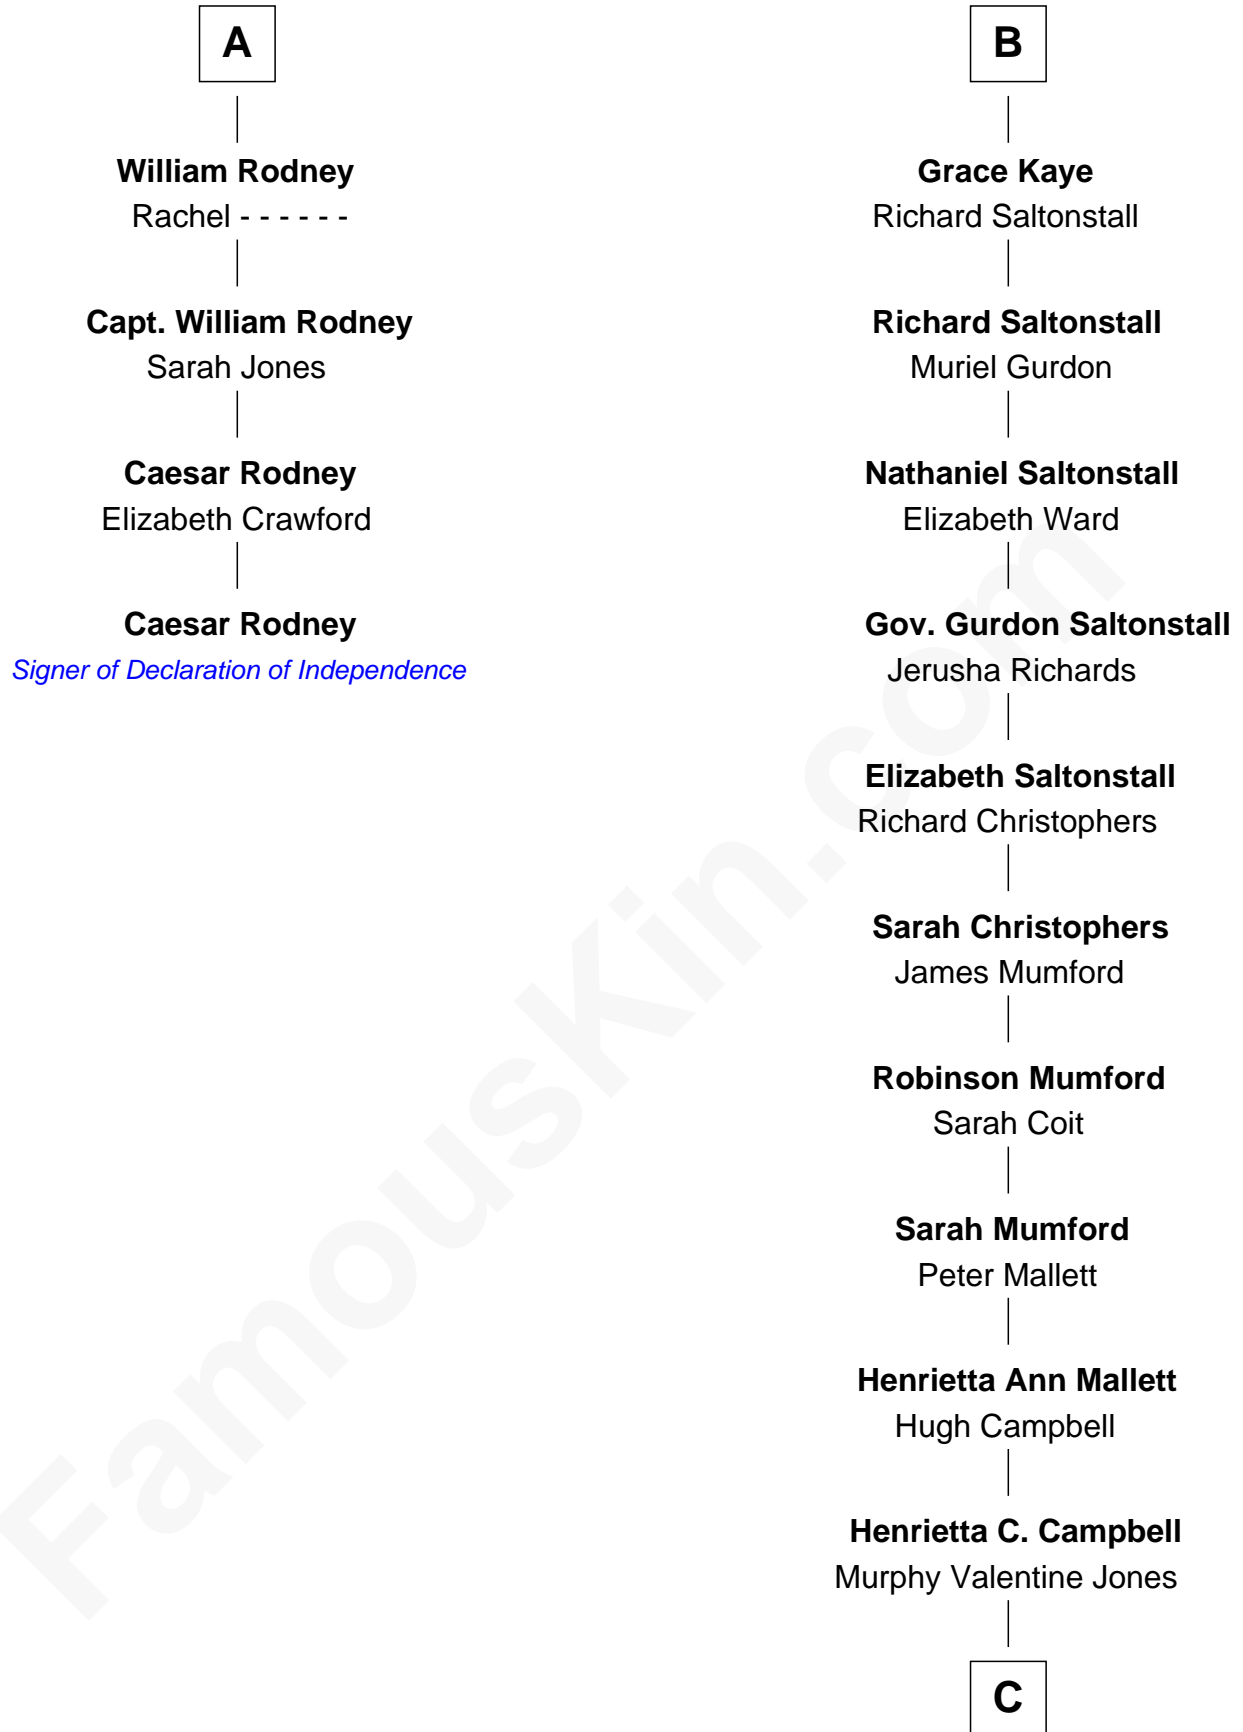 A
William Rodney
Rachel - - - - - -
Capt. William Rodney
Sarah Jones
Caesar Rodney
Elizabeth Crawford
Caesar Rodney
Signer of Declaration of Independence
B
Grace Kaye
Richard Saltonstall
Richard Saltonstall
Muriel Gurdon
Nathaniel Saltonstall
Elizabeth Ward
Gov. Gurdon Saltonstall
Jerusha Richards
Elizabeth Saltonstall
Richard Christophers
Sarah Christophers
James Mumford
Robinson Mumford
Sarah Coit
Sarah Mumford
Peter Mallett
Henrietta Ann Mallett
Hugh Campbell
Henrietta C. Campbell
Murphy Valentine Jones
C
FamousKin.com